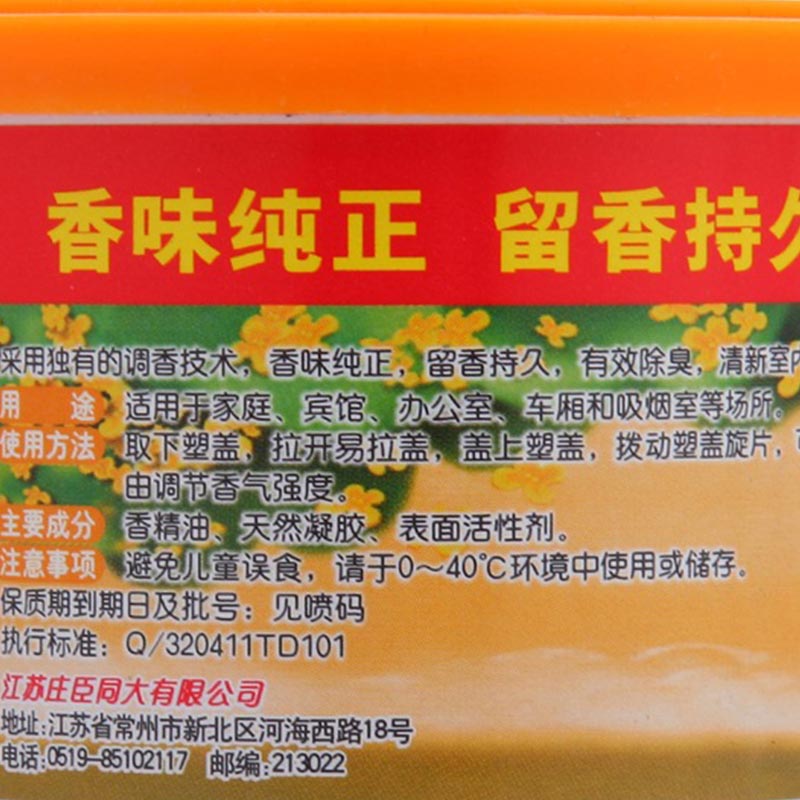 香味纯正 留香持久
采用独有的调香技术，香味纯正，留香持久，有效除臭，清新室内
用 途 适用于家庭、宾馆、办公室、车厢和吸烟室等场所。
使用方法 取下塑盖，拉开易拉盖，盖上塑盖，拨动塑盖旋片，可
由调节香气强度。
主要成分 香精油、天然凝胶、表面活性剂。
注意事项 避免儿童误食，请于0～40℃环境中使用或储存。
保质期到期日及批号：见喷码
执行标准：Q/320411TD101
江苏庄臣同大有限公司
地址:江苏省常州市新北区河海西路18号
电话:0519-85102117 邮编:213022